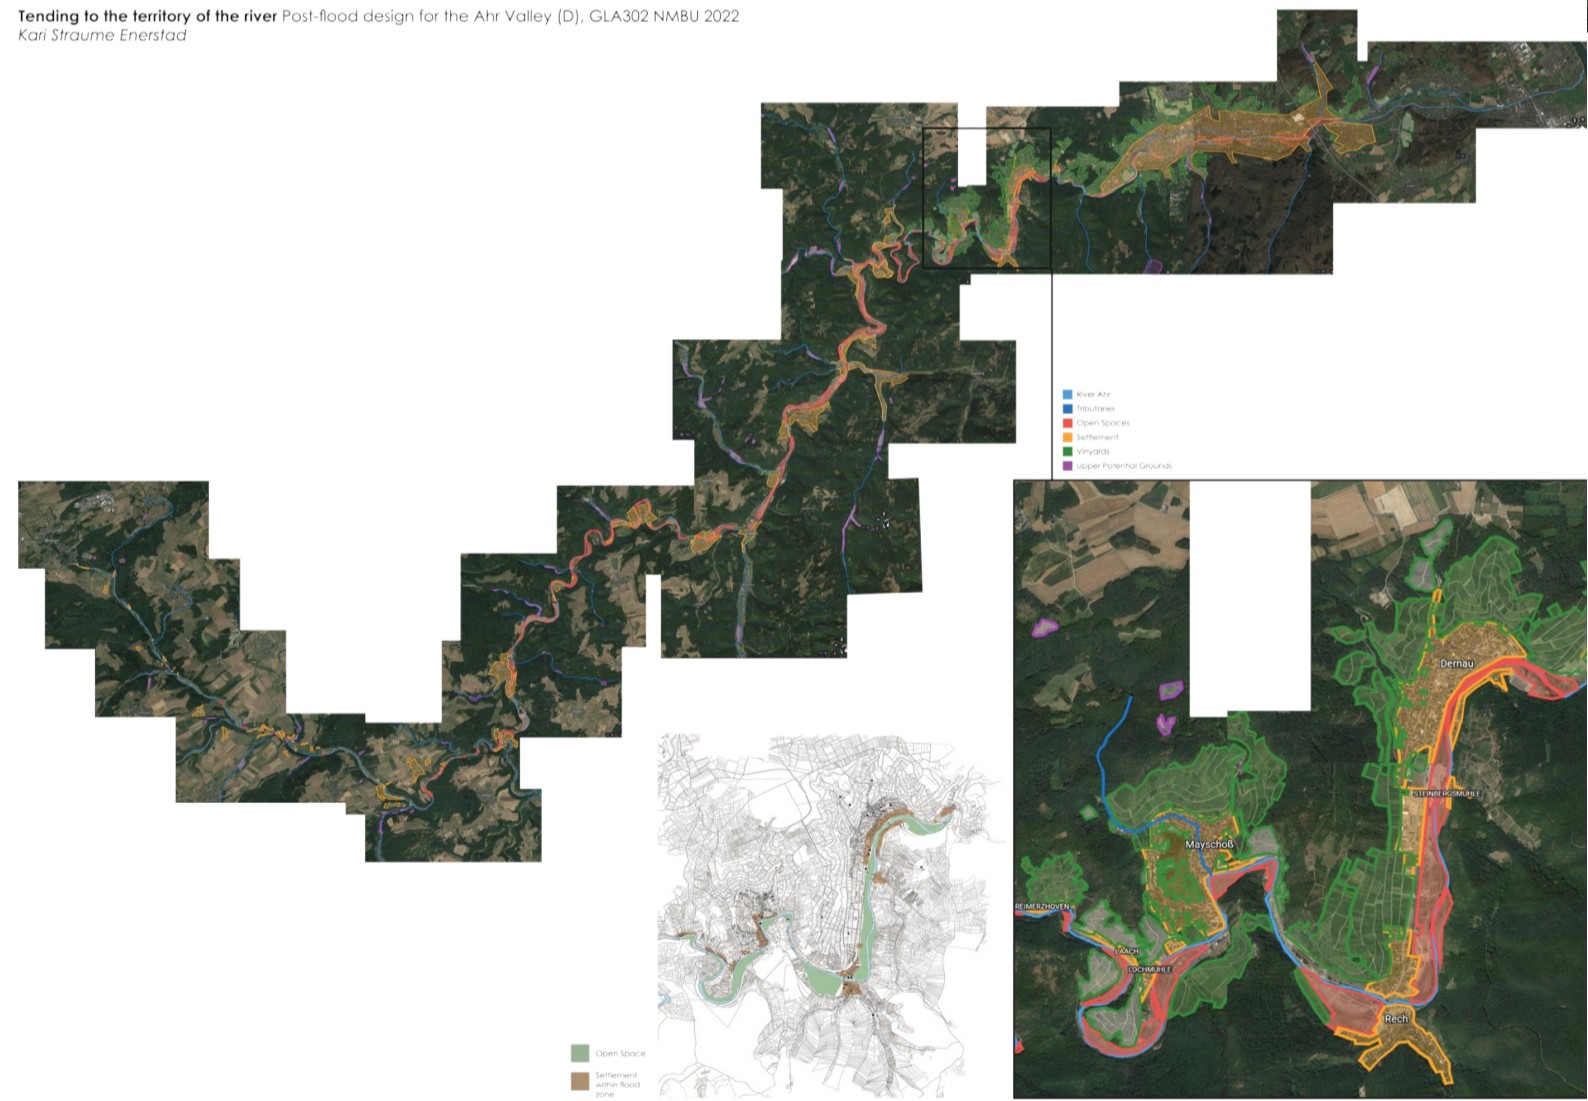 Tending to the territory of the river Post-flood design for the Ahr Valley (D), GLA302 NMBU 2022
Kari Straume Enerstad
River Ahr
Tributaries
Open Spaces
Settlement
Vinyards
Upper Potential Grounds
Dernau
STEINBERGSMÜHLE
Mayschoß
REIMERZHOVEN
LAACH
LOCHMÜHLE
Rech
Open Space
Settlement
within flood
zone